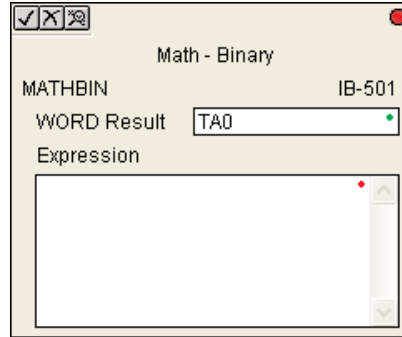 Math - Binary
MATHBIN IB-501
WORD Result TA0
Expression